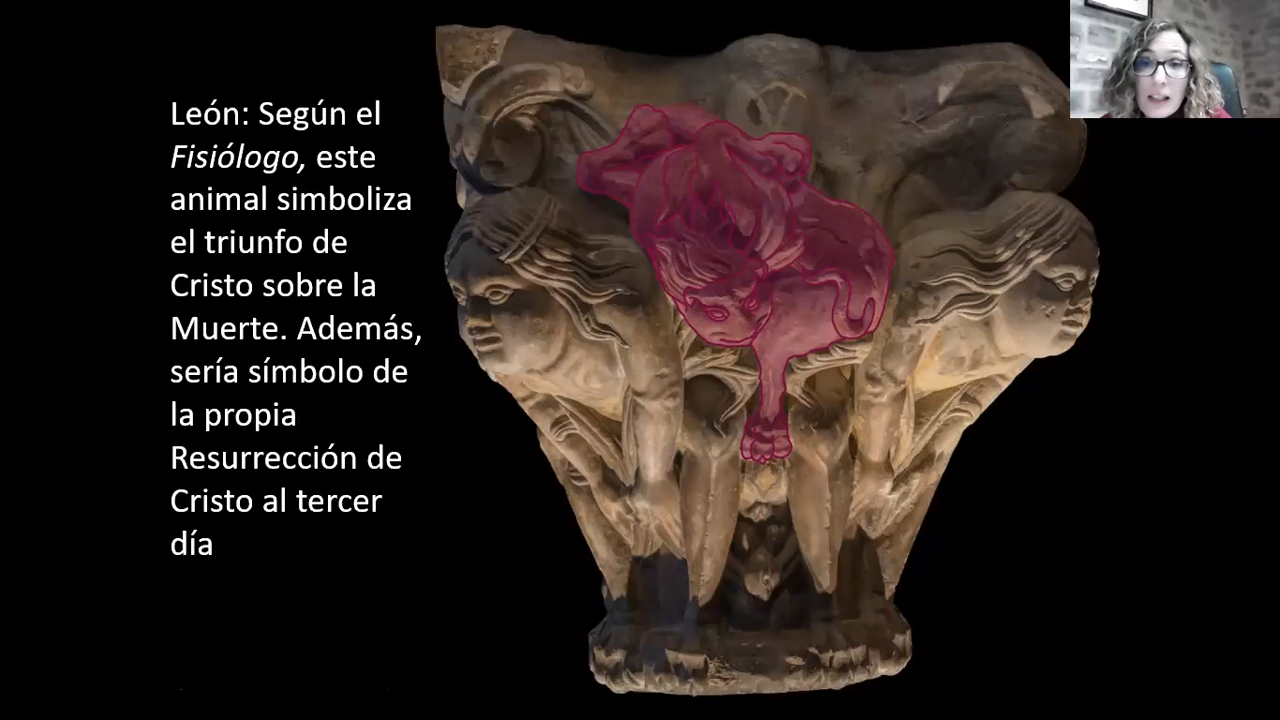 León: Según el
Fisiólogo, este
animal simboliza
el triunfo de
Cristo sobre la
Muerte. Además,
sería símbolo de
la propia
Resurrección de
Cristo al tercer
día